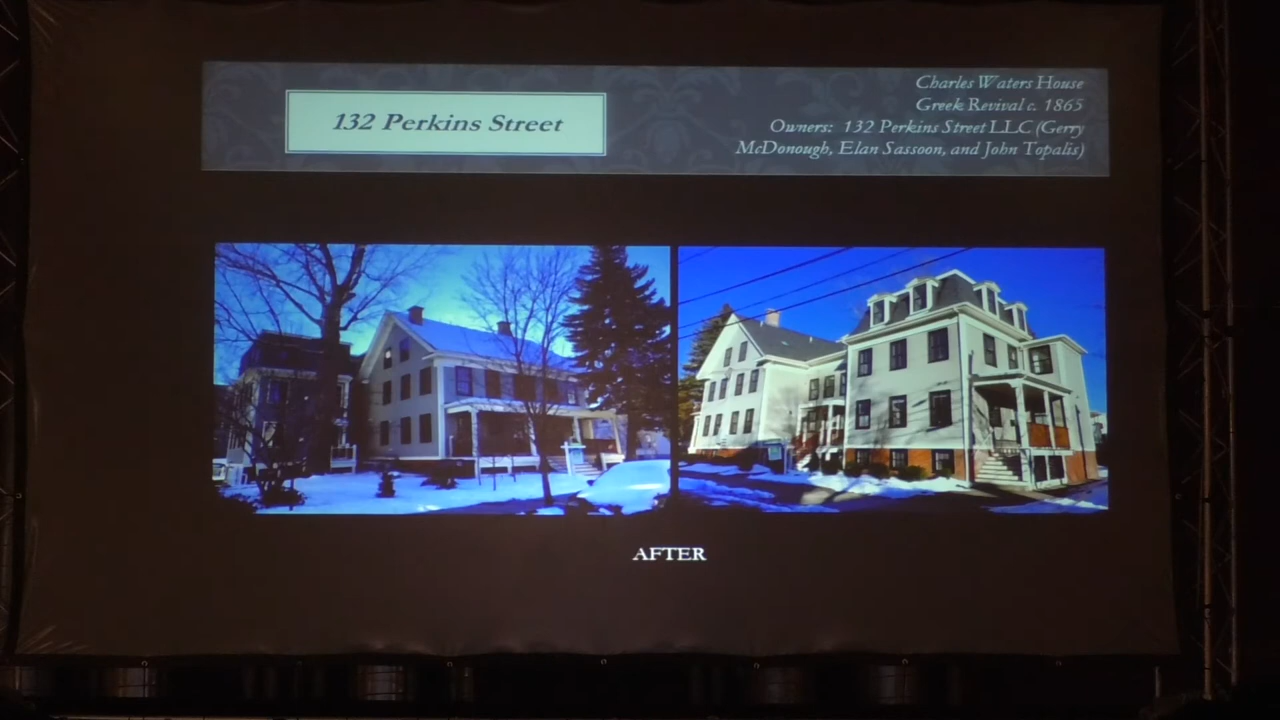 132 Perkins Street
Charles Waters House
Greek Revival c. 1865
Owners: 132 Perkins Street LLC (Gerry
McDonough, Elan Sassoon, and John Topalis)
AFTER